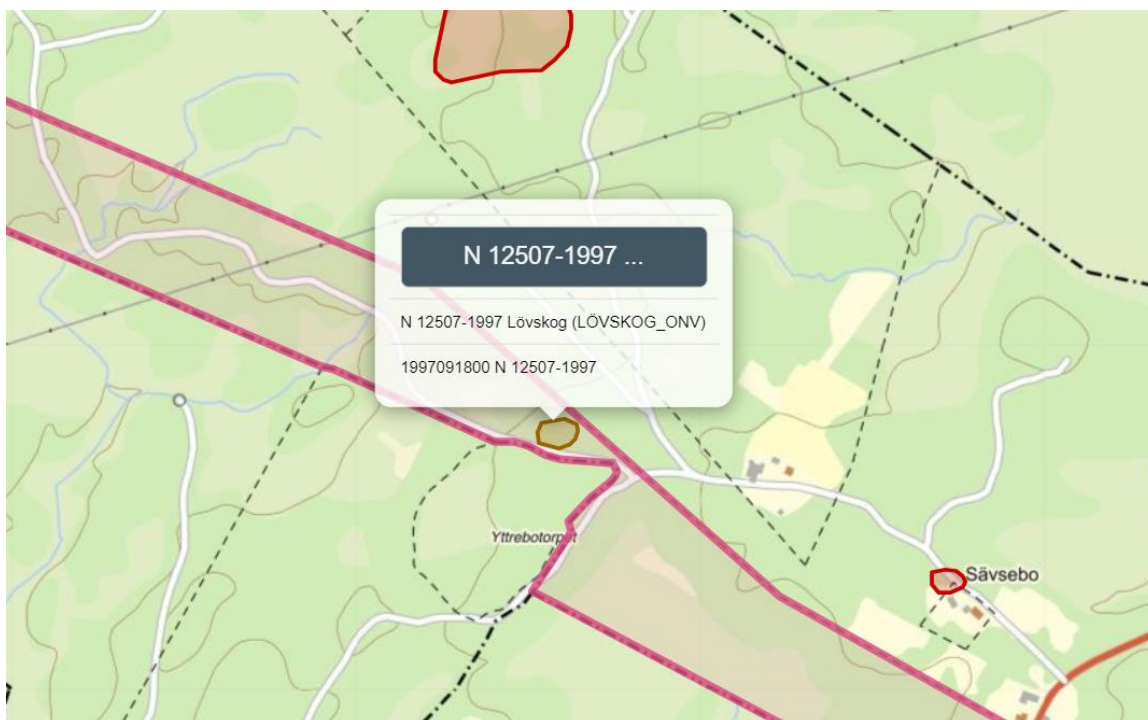 N 12507-1997 ...
N 12507-1997 Lövskog (LÖVSKOG_ONV)
1997091800 N 12507-1997
Yttrebotorpet
Sävsebo